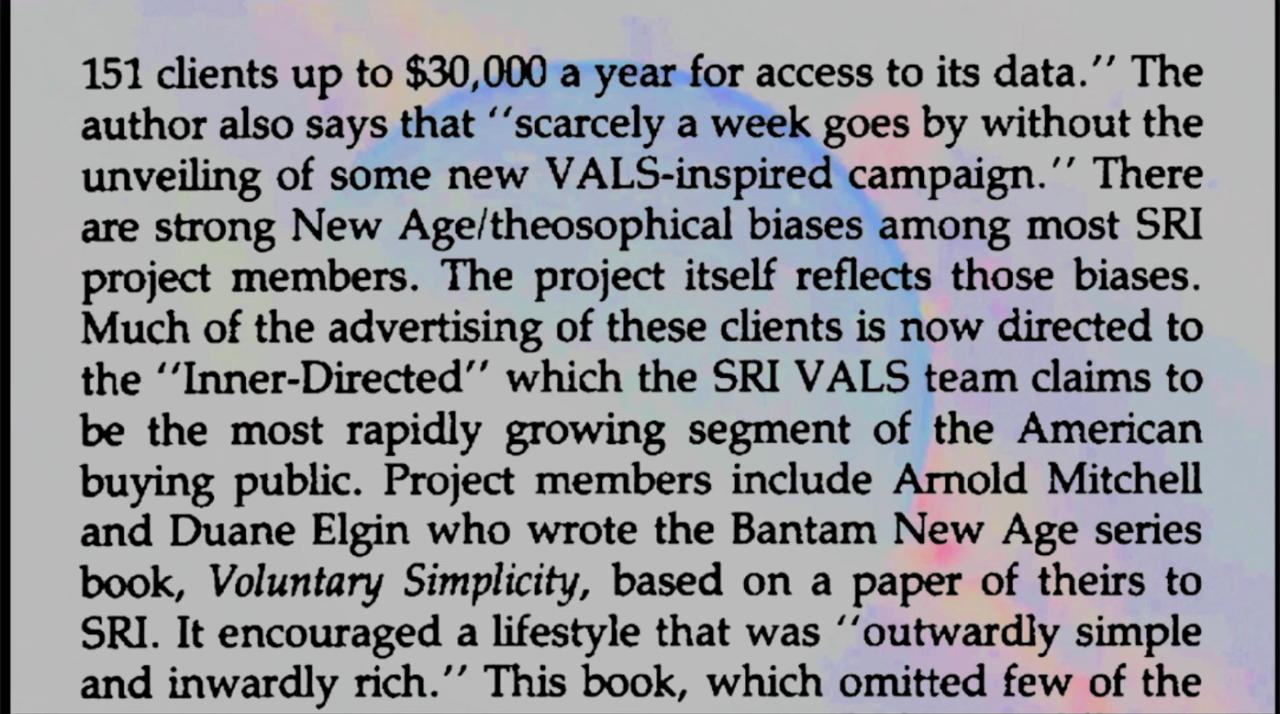 151 clients up to $30,000 a year for access to its data.'' The
author also says that ''scarcely a week goes by without the
unveiling of some new VALS-inspired campaign.'' There
are strong New Age/theosophical biases among most SRI
project members. The project itself reflects those biases.
Much of the advertising of these clients is now directed to
the ''Inner-Directed'' which the SRI VALS team claims to
be the most rapidly growing segment of the American
buying public. Project members include Arnold Mitchell
and Duane Elgin who wrote the Bantam New Age series
book, Voluntary Simplicity, based on a paper of theirs to
SRI. It encouraged a lifestyle that was ''outwardly simple
and inwardly rich.'' This book, which omitted few of the